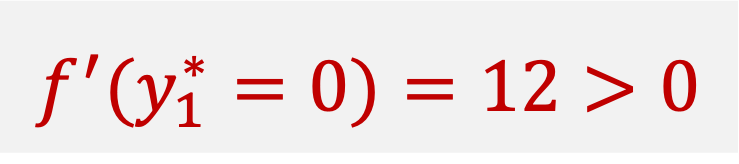 f′(y₁* = 0) = 12 > 0